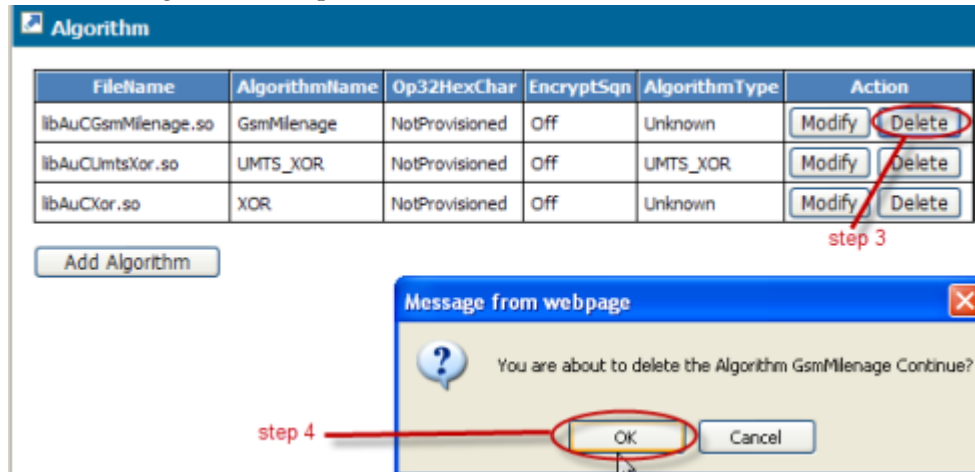 Algorithm
FileName AlgorithmName Op32HexChar EncryptSqn AlgorithmType Action
libAuCGsmMilenage.so GsmMilenage NotProvisioned Off Unknown Modify Delete
libAuCUmtsXor.so UMTS_XOR NotProvisioned Off UMTS_XOR Modify Delete
libAuCXor.so XOR NotProvisioned Off Unknown Modify Delete
step 3
Add Algorithm
Message from webpage
You are about to delete the Algorithm GsmMilenage Continue?
step 4
OK Cancel